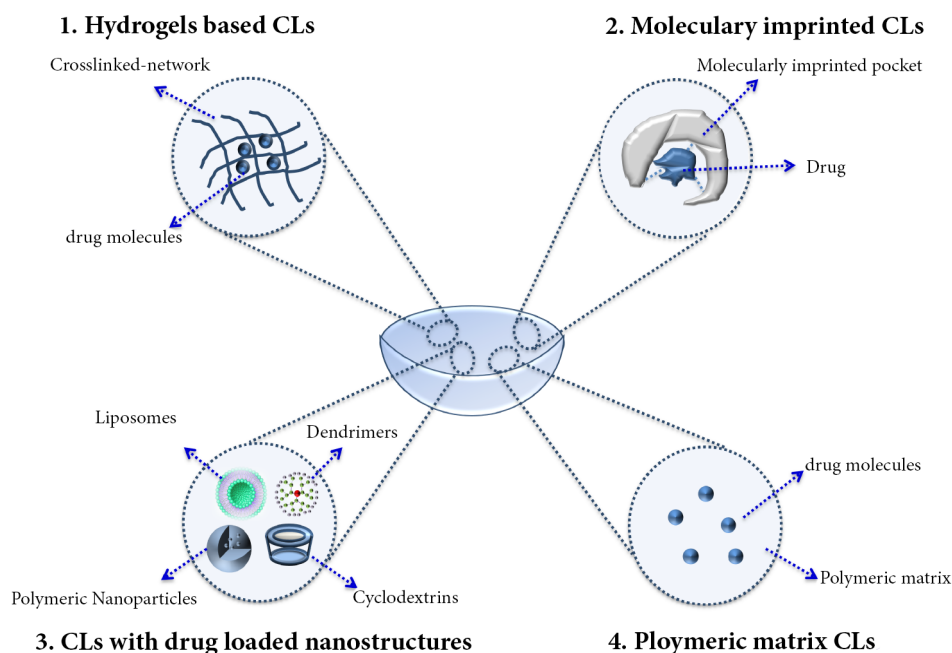 1. Hydrogels based CLs
2. Moleculary imprinted CLs
Crosslinked-network
Molecularly imprinted pocket
Drug
drug molecules
Liposomes
Dendrimers
drug molecules
Polymeric Nanoparticles
Cyclodextrins
Polymeric matrix
3. CLs with drug loaded nanostructures
4. Ploymeric matrix CLs